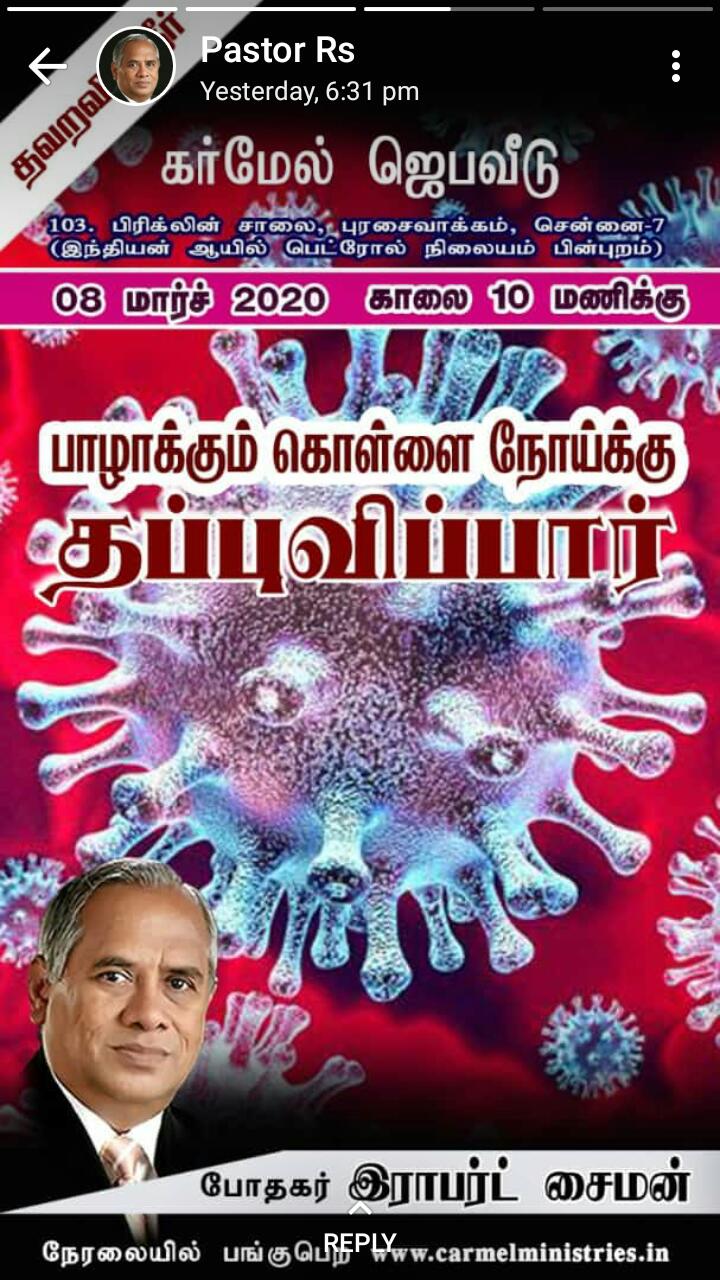 Pastor Rs
Yesterday, 6:31 pm
கர்மேல் ஜெபவீடு
103. பிரிக்லின் சாலை, புரசைவாக்கம், சென்னை-7
(இந்தியன் ஆயில் பெட்ரோல் நிலையம் பின்புறம்)
08 மார்ச் 2020 காலை 10 மணிக்கு
பாழாக்கும் கொள்ளை நோய்க்கு
தப்புவிப்பார்
போதகர் இராபர்ட் சைமன்
REPLY
நேரலையில் பங்குபெற www.carmelministries.in